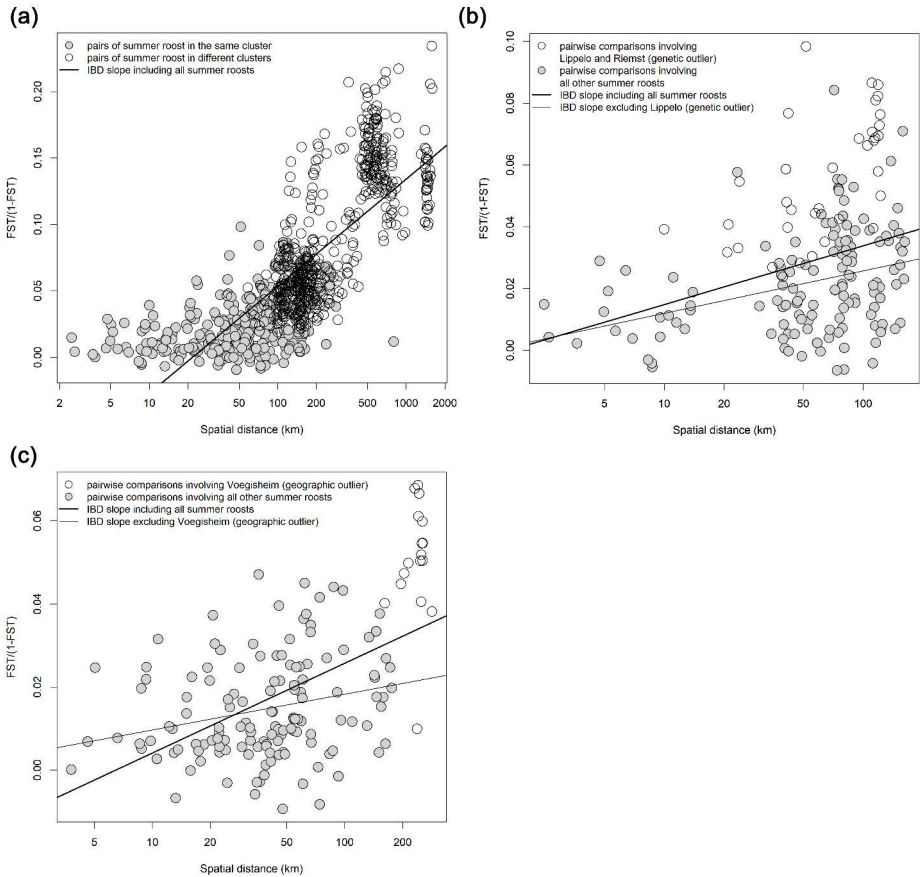 (a)
pairs of summer roost in the same cluster
pairs of summer roost in different clusters
IBD slope including all summer roosts
FST/(1-FST)
0.20
0.15
0.10
0.05
0.00
2 5 10 20 50 100 200 500 1000 2000
Spatial distance (km)
(b)
pairwise comparisons involving
Lippelo and Riemst (genetic outlier)
pairwise comparisons involving
all other summer roosts
IBD slope including all summer roosts
IBD slope excluding Lippelo (genetic outlier)
FST/(1-FST)
0.10
0.08
0.06
0.04
0.02
0.00
5 10 20 50 100
Spatial distance (km)
(c)
pairwise comparisons involving Voegisheim (geographic outlier)
pairwise comparisons involving all other summer roosts
IBD slope including all summer roosts
IBD slope excluding Voegisheim (geographic outlier)
FST/(1-FST)
0.06
0.04
0.02
0.00
5 10 20 50 100 200
Spatial distance (km)